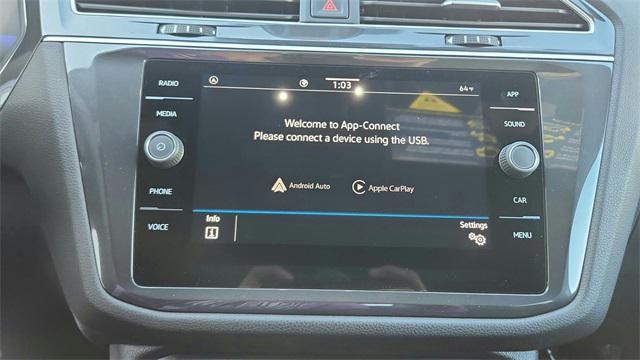 RADIO
1:03
64°F
APP
MEDIA
Welcome to App-Connect
Please connect a device using the USB.
SOUND
Android Auto
Apple CarPlay
PHONE
CAR
VOICE
Info
Settings
MENU